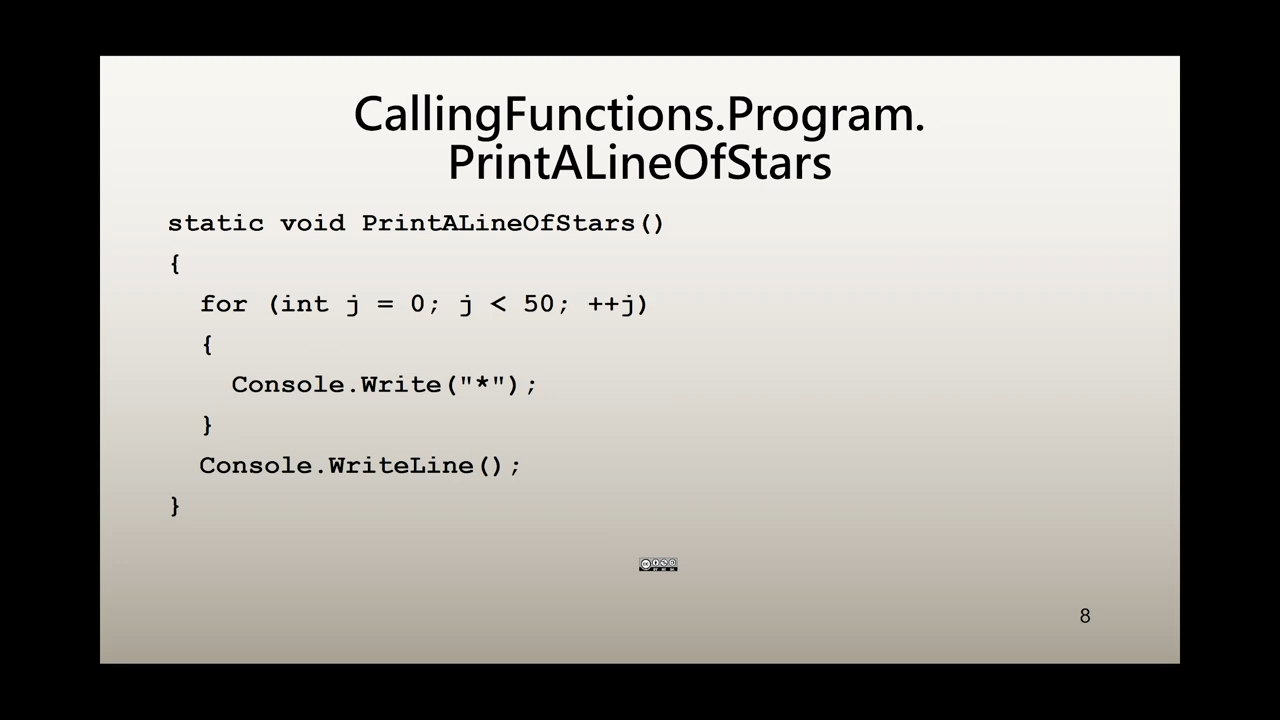 CallingFunctions.Program.
PrintALineOfStars
static void PrintALineOfStars()
{
  for (int j = 0; j < 50; ++j)
  {
    Console.Write("*");
  }
  Console.WriteLine();
}
8